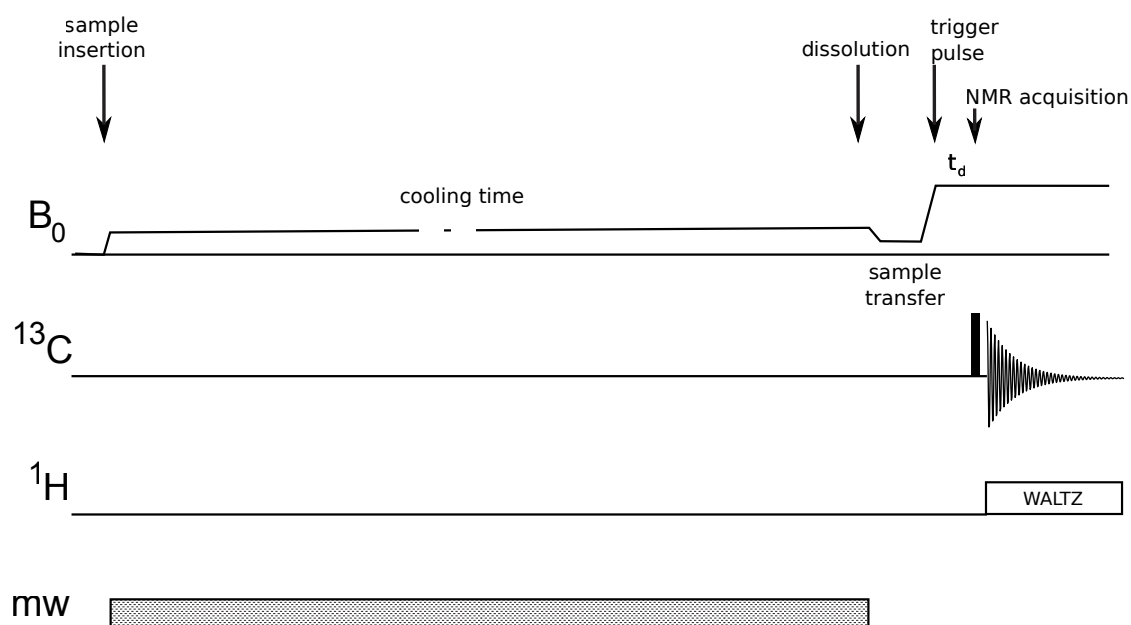 sample
insertion
dissolution
trigger
pulse
NMR acquisition
t_d
cooling time
B_0
sample
transfer
^13C
^1H
WALTZ
mw